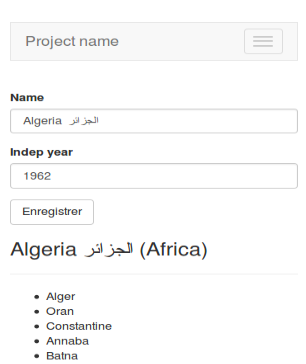 Project name
Name
Algeria الجزائر
Indep year
1962
Enregistrer
Algeria الجزائر (Africa)
Alger
Oran
Constantine
Annaba
Batna